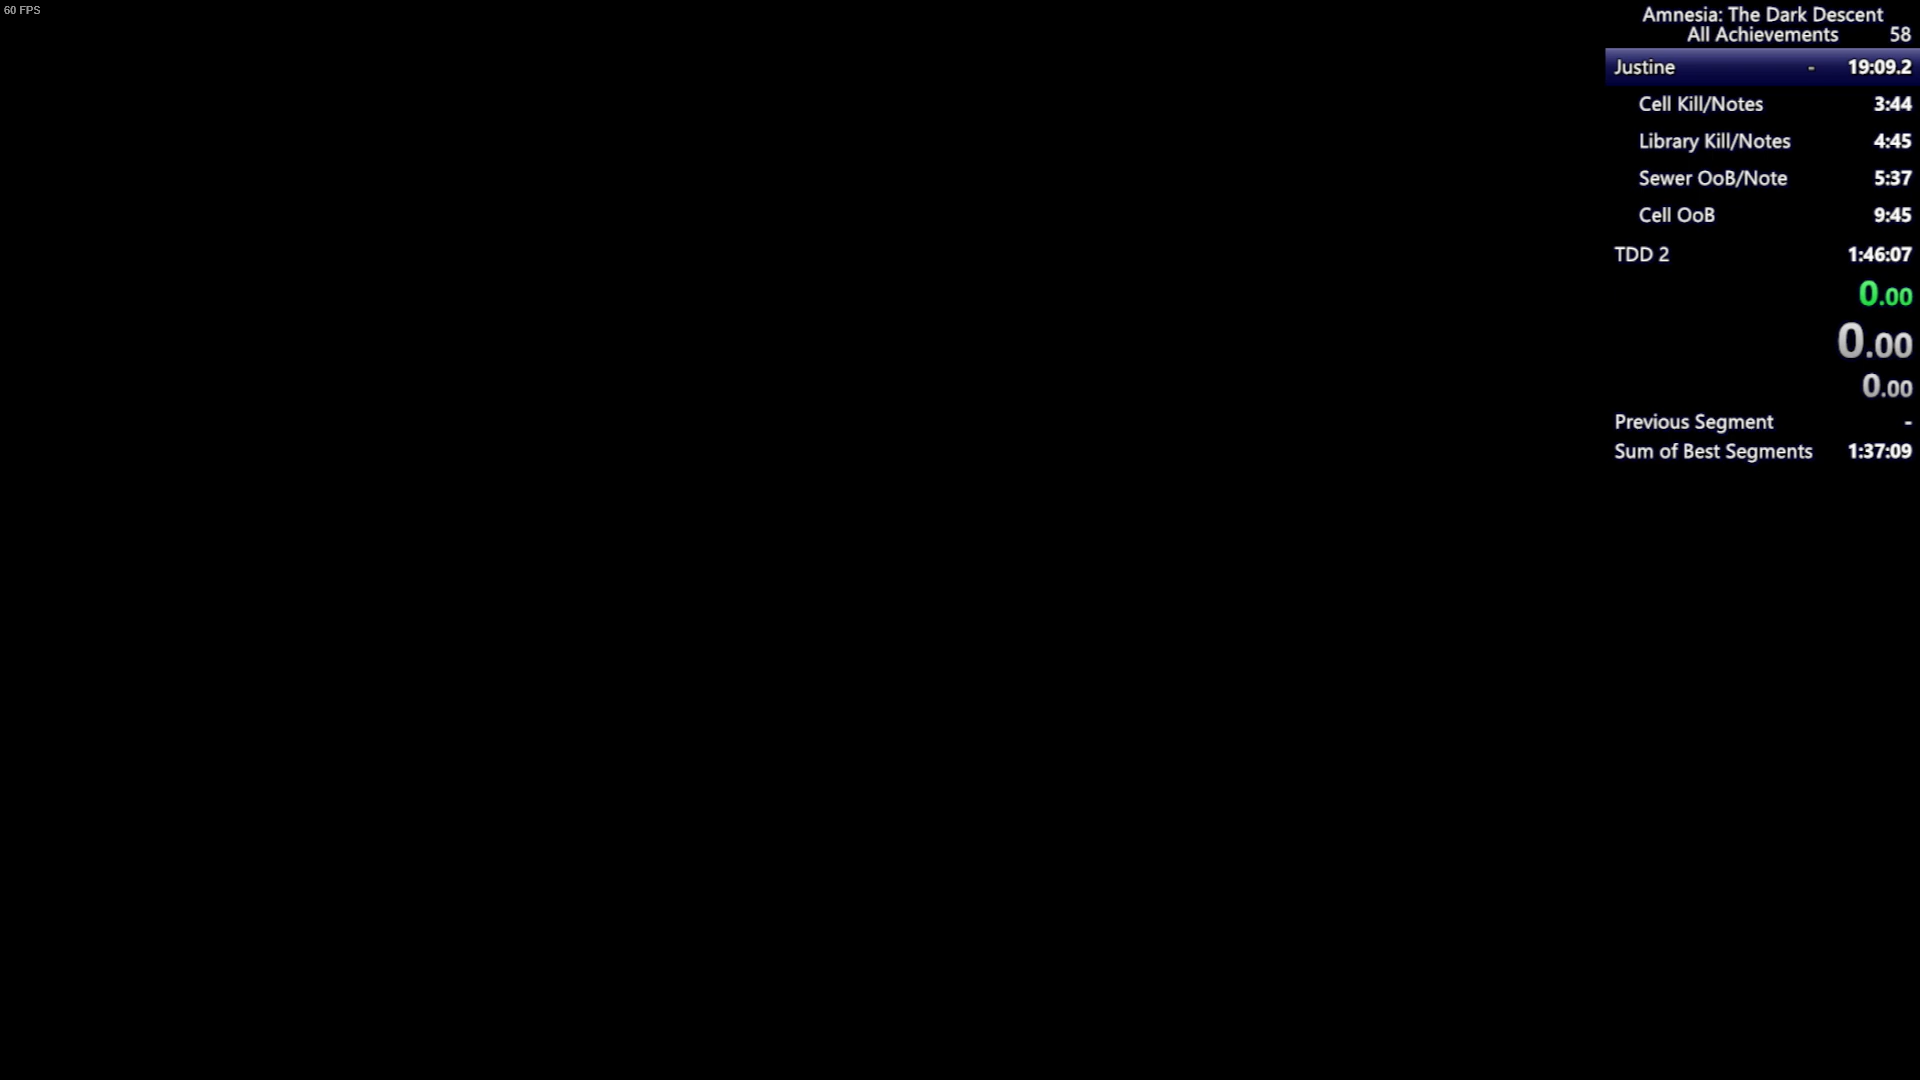 60 FPS
Amnesia: The Dark Descent
All Achievements 58
Justine - 19:09.2
Cell Kill/Notes 3:44
Library Kill/Notes 4:45
Sewer OoB/Note 5:37
Cell OoB 9:45
TDD 2 1:46:07
0.00
0.00
0.00
Previous Segment -
Sum of Best Segments 1:37:09